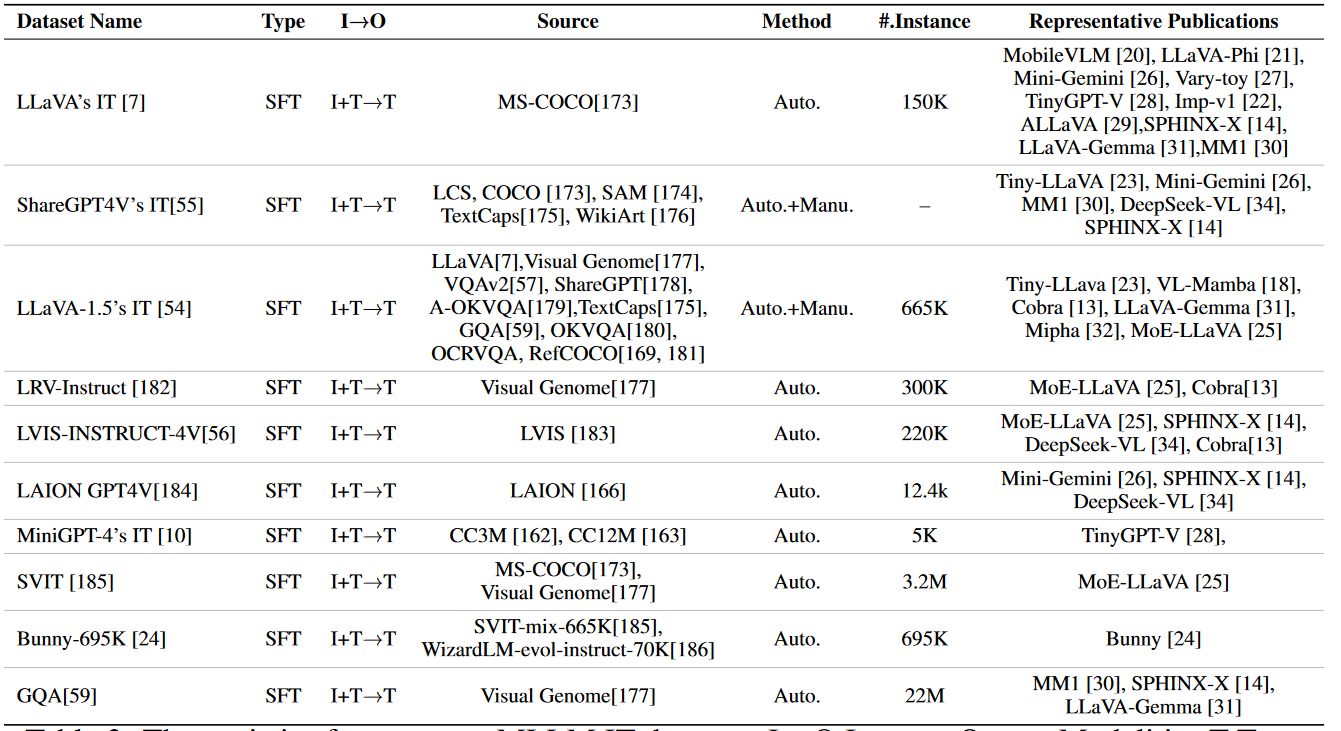 Dataset Name Type I→O Source Method #.Instance Representative Publications
MobileVLM [20], LLaVA-Phi [21],
Mini-Gemini [26], Vary-toy [27],
LLaVA's IT [7] SFT I+T→T MS-COCO[173] Auto. 150K TinyGPT-V [28], Imp-v1 [22],
ALLaVA [29],SPHINX-X [14],
LLaVA-Gemma [31],MM1 [30]
LCS, COCO [173], SAM [174], Tiny-LLaVA [23], Mini-Gemini [26],
ShareGPT4V's IT[55] SFT I+T→T TextCaps[175], WikiArt [176] Auto.+Manu. – MM1 [30], DeepSeek-VL [34],
SPHINX-X [14]
LLaVA[7],Visual Genome[177],
VQAv2[57], ShareGPT[178], Tiny-LLava [23], VL-Mamba [18],
LLaVA-1.5's IT [54] SFT I+T→T A-OKVQA[179],TextCaps[175], Auto.+Manu. 665K Cobra [13], LLaVA-Gemma [31],
GQA[59], OKVQA[180], Mipha [32], MoE-LLaVA [25]
OCRVQA, RefCOCO[169, 181]
LRV-Instruct [182] SFT I+T→T Visual Genome[177] Auto. 300K MoE-LLaVA [25], Cobra[13]
LVIS-INSTRUCT-4V[56] SFT I+T→T LVIS [183] Auto. 220K MoE-LLaVA [25], SPHINX-X [14],
DeepSeek-VL [34], Cobra[13]
LAION GPT4V[184] SFT I+T→T LAION [166] Auto. 12.4k Mini-Gemini [26], SPHINX-X [14],
DeepSeek-VL [34]
MiniGPT-4's IT [10] SFT I+T→T CC3M [162], CC12M [163] Auto. 5K TinyGPT-V [28],
SVIT [185] SFT I+T→T MS-COCO[173], Auto. 3.2M MoE-LLaVA [25]
Visual Genome[177]
Bunny-695K [24] SFT I+T→T SVIT-mix-665K[185], Auto. 695K Bunny [24]
WizardLM-evol-instruct-70K[186]
GQA[59] SFT I+T→T Visual Genome[177] Auto. 22M MM1 [30], SPHINX-X [14],
LLaVA-Gemma [31]